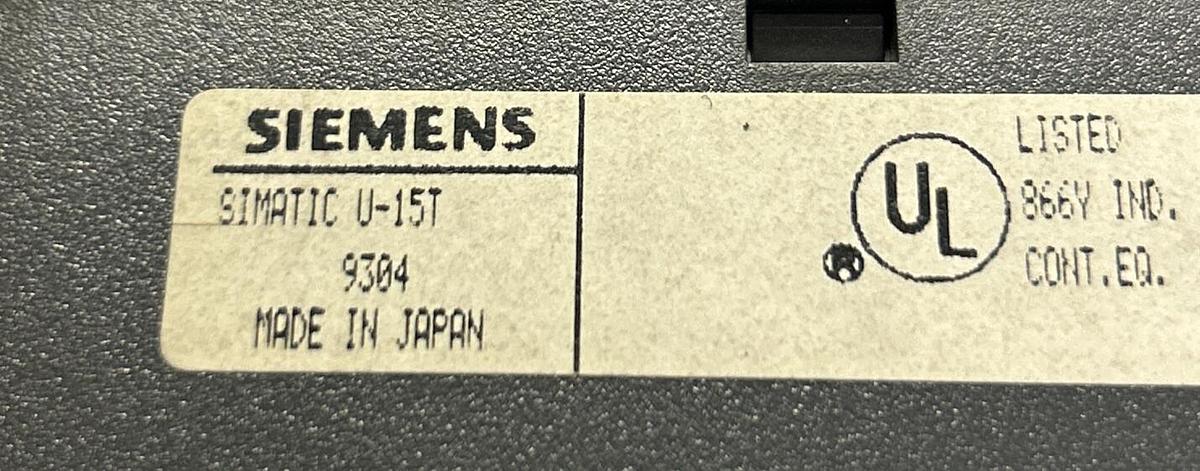 SIEMENS
SIMATIC U-15T
9304
MADE IN JAPAN
UL
®
LISTED
866Y IND.
CONT.EQ.